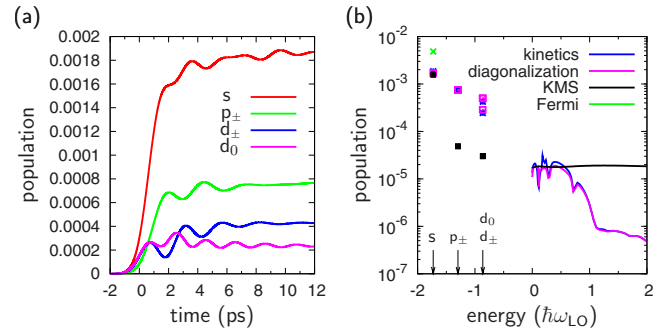 (a)
0.002
0.0018
0.0016
0.0014
0.0012
0.001
0.0008
0.0006
0.0004
0.0002
0
population
s
p±
d±
d₀
-2 0 2 4 6 8 10 12
time (ps)
(b)
10⁻²
10⁻³
10⁻⁴
10⁻⁵
10⁻⁶
10⁻⁷
population
kinetics
diagonalization
KMS
Fermi
d₀
s p± d±
-2 -1 0 1 2
energy (ℏω_LO)